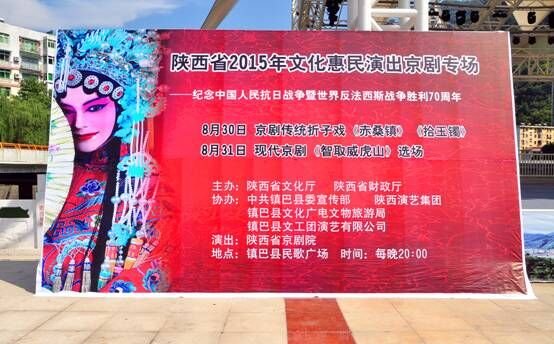 陕西省2015年文化惠民演出京剧专场
——纪念中国人民抗日战争暨世界反法西斯战争胜利70周年
8月30日 京剧传统折子戏《赤桑镇》《拾玉镯》
8月31日 现代京剧《智取威虎山》选场
主办：陕西省文化厅 陕西省财政厅
协办：中共镇巴县委宣传部 陕西演艺集团
镇巴县文化广电文物旅游局
镇巴县文工团演艺有限公司
演出：陕西省京剧院
地点：镇巴县民歌广场 时间：每晚20:00